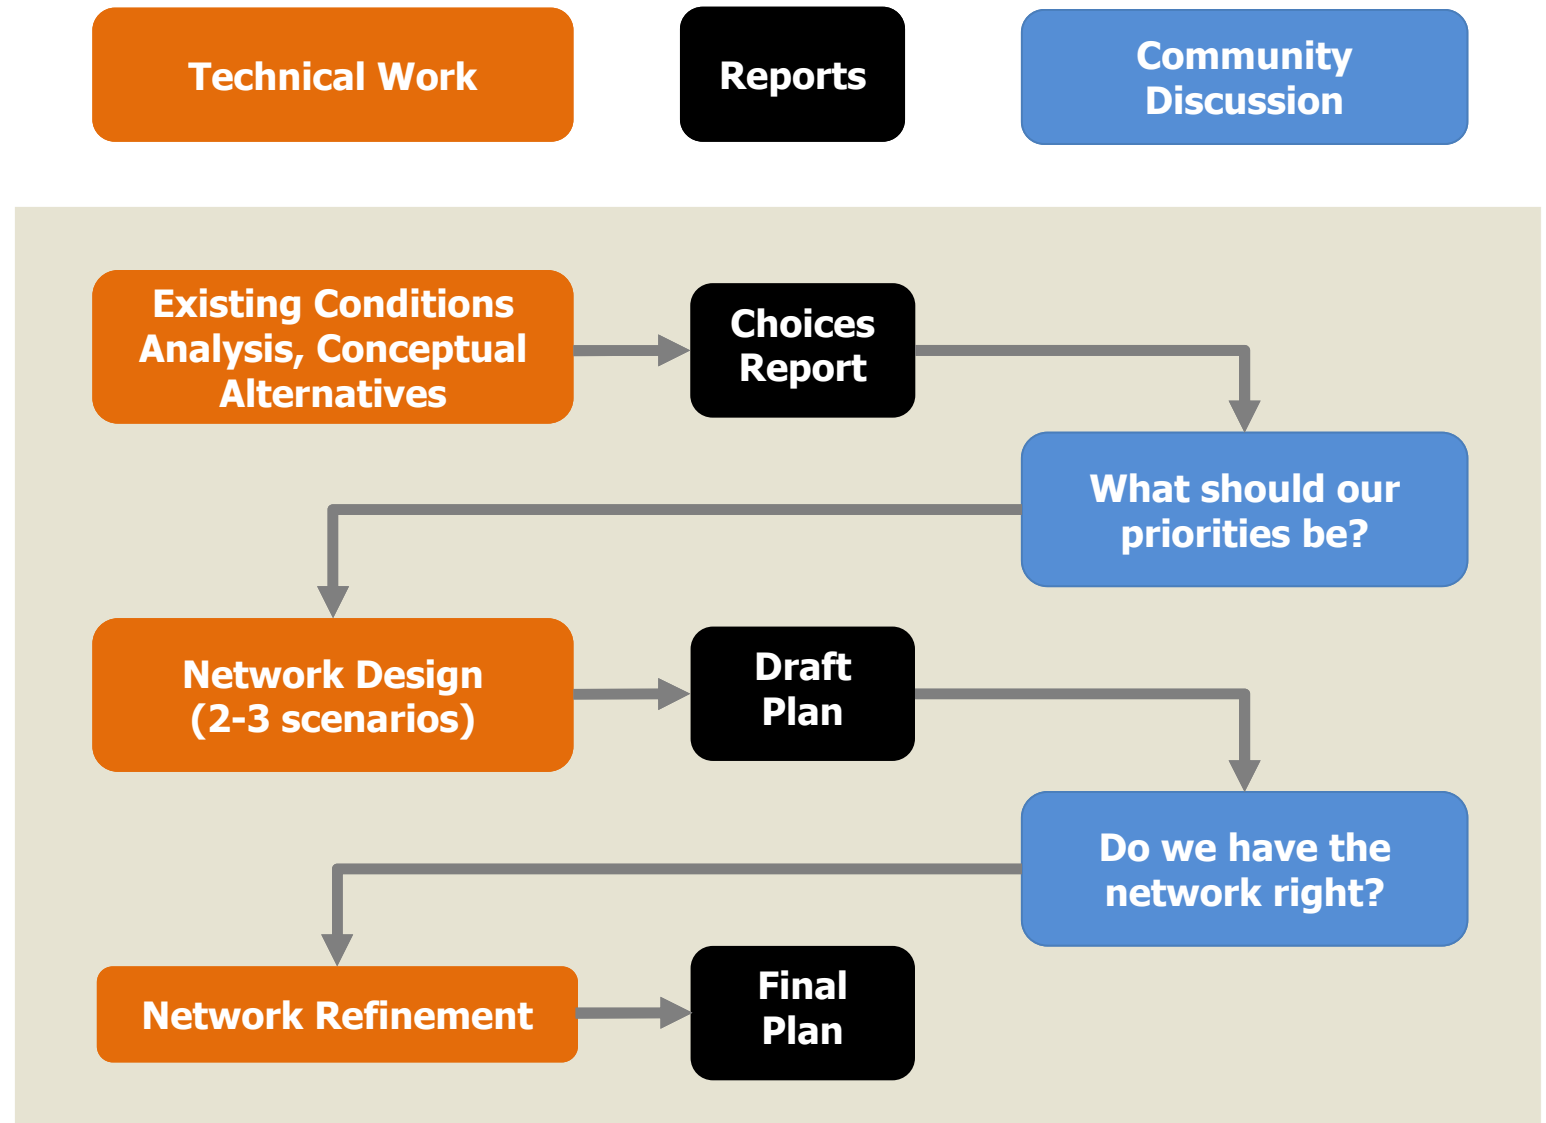 Technical Work
Reports
Community
Discussion
Existing Conditions
Analysis, Conceptual
Alternatives
Choices
Report
What should our
priorities be?
Network Design
(2-3 scenarios)
Draft
Plan
Do we have the
network right?
Network Refinement
Final
Plan